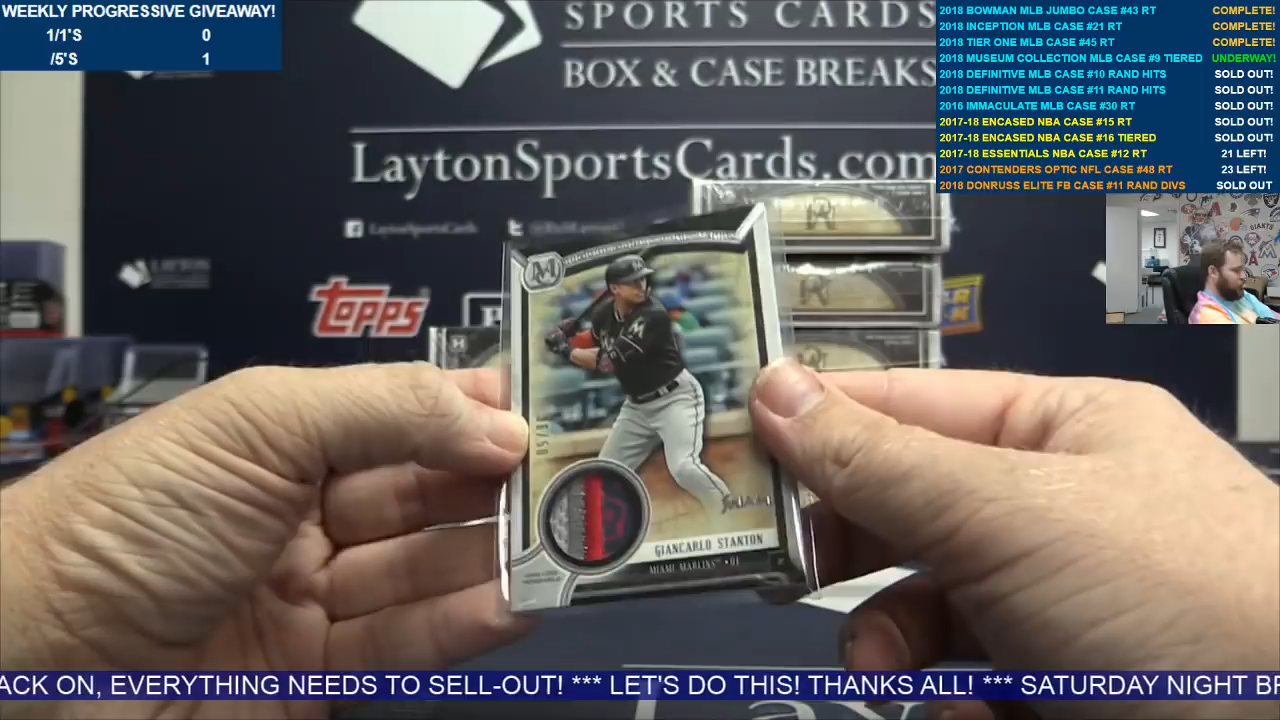 WEEKLY PROGRESSIVE GIVEAWAY!
1/1'S 0
/5'S 1
2018 BOWMAN MLB JUMBO CASE #43 RT COMPLETE!
2018 INCEPTION MLB CASE #21 RT COMPLETE!
2018 TIER ONE MLB CASE #45 RT COMPLETE!
2018 MUSEUM COLLECTION MLB CASE #9 TIERED UNDERWAY!
2018 DEFINITIVE MLB CASE #10 RAND HITS SOLD OUT!
2018 DEFINITIVE MLB CASE #11 RAND HITS SOLD OUT!
2016 IMMACULATE MLB CASE #30 RT SOLD OUT!
2017-18 ENCASED NBA CASE #15 RT SOLD OUT!
2017-18 ENCASED NBA CASE #16 TIERED SOLD OUT!
2017-18 ESSENTIALS NBA CASE #12 RT 21 LEFT!
2017 CONTENDERS OPTIC NFL CASE #48 RT 23 LEFT!
2018 DONRUSS ELITE FB CASE #11 RAND DIVS SOLD OUT
SPORTS CARDS
BOX & CASE BREAKS
LaytonSportsCards.com
LaytonSportsCards
LAYTON
TOPPS
M
MIAMI
GIANCARLO STANTON
MIAMI MARLINS
ACK ON, EVERYTHING NEEDS TO SELL-OUT! *** LET'S DO THIS! THANKS ALL! *** SATURDAY NIGHT